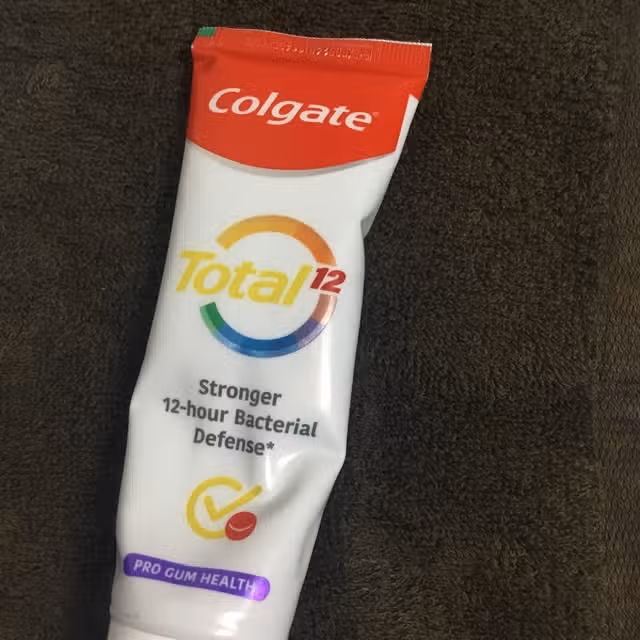 Colgate®
Total 12
Stronger
12-hour Bacterial
Defense*
PRO GUM HEALTH